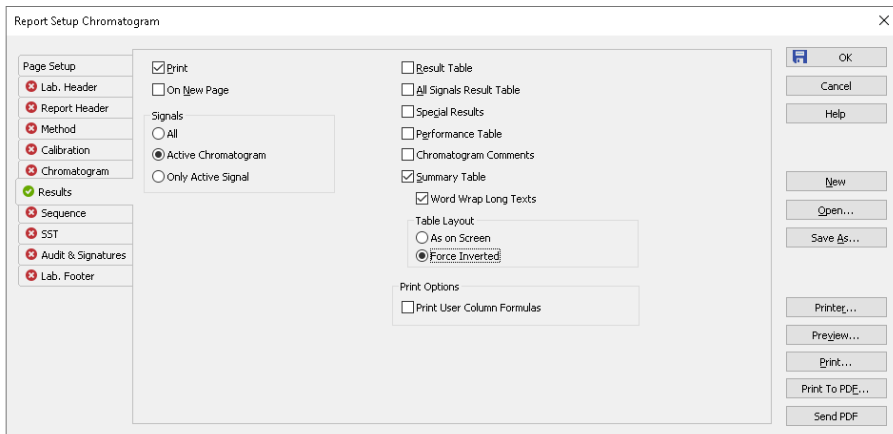 Report Setup Chromatogram
Page Setup
Lab. Header
Report Header
Method
Calibration
Chromatogram
Results
Sequence
SST
Audit & Signatures
Lab. Footer
Print
On New Page
Signals
All
Active Chromatogram
Only Active Signal
Result Table
All Signals Result Table
Special Results
Performance Table
Chromatogram Comments
Summary Table
Word Wrap Long Texts
Table Layout
As on Screen
Force Inverted
Print Options
Print User Column Formulas
OK
Cancel
Help
New
Open...
Save As...
Printer...
Preview...
Print...
Print To PDF...
Send PDF